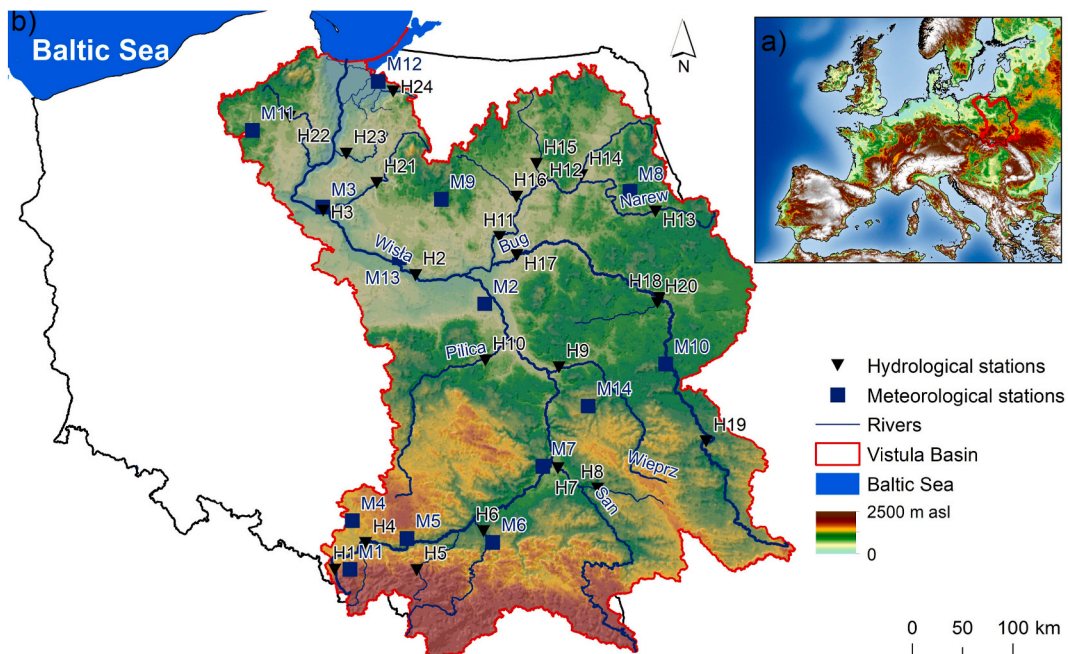 b)
Baltic Sea
N
a)
M12
H24
M11
H22
H23
H21
H15
H12
H14
M9
H16
M8
Narew
H13
M3
H3
H11
Bug
H17
Wisła
H2
M13
M2
H18
H20
Pilica
H10
H9
M10
M14
H19
M7
H7
H8
Wieprz
San
M4
H4
M5
H6
M6
H1
M1
H5
Hydrological stations
Meteorological stations
Rivers
Vistula Basin
Baltic Sea
2500 m asl
0
0 50 100 km